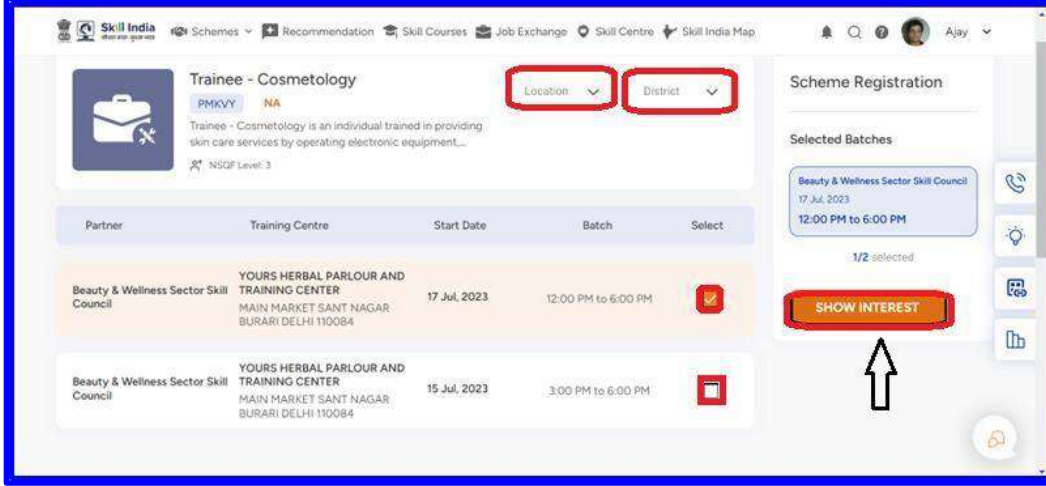 Skill India
कौशल भारत - कुशल भारत
Schemes
Recommendation
Skill Courses
Job Exchange
Skill Centre
Skill India Map
Ajay
Trainee - Cosmetology
PMKVY NA
Trainee - Cosmetology is an individual trained in providing
skin care services by operating electronic equipment,...
NSQF Level: 3
Location
District
Scheme Registration
Selected Batches
Beauty & Wellness Sector Skill Council
17 Jul, 2023
12:00 PM to 6:00 PM
1/2 selected
SHOW INTEREST
Partner Training Centre Start Date Batch Select
Beauty & Wellness Sector Skill
Council
YOURS HERBAL PARLOUR AND
TRAINING CENTER
MAIN MARKET SANT NAGAR
BURARI DELHI 110084
17 Jul, 2023
12:00 PM to 6:00 PM
Beauty & Wellness Sector Skill
Council
YOURS HERBAL PARLOUR AND
TRAINING CENTER
MAIN MARKET SANT NAGAR
BURARI DELHI 110084
15 Jul, 2023
3:00 PM to 6:00 PM